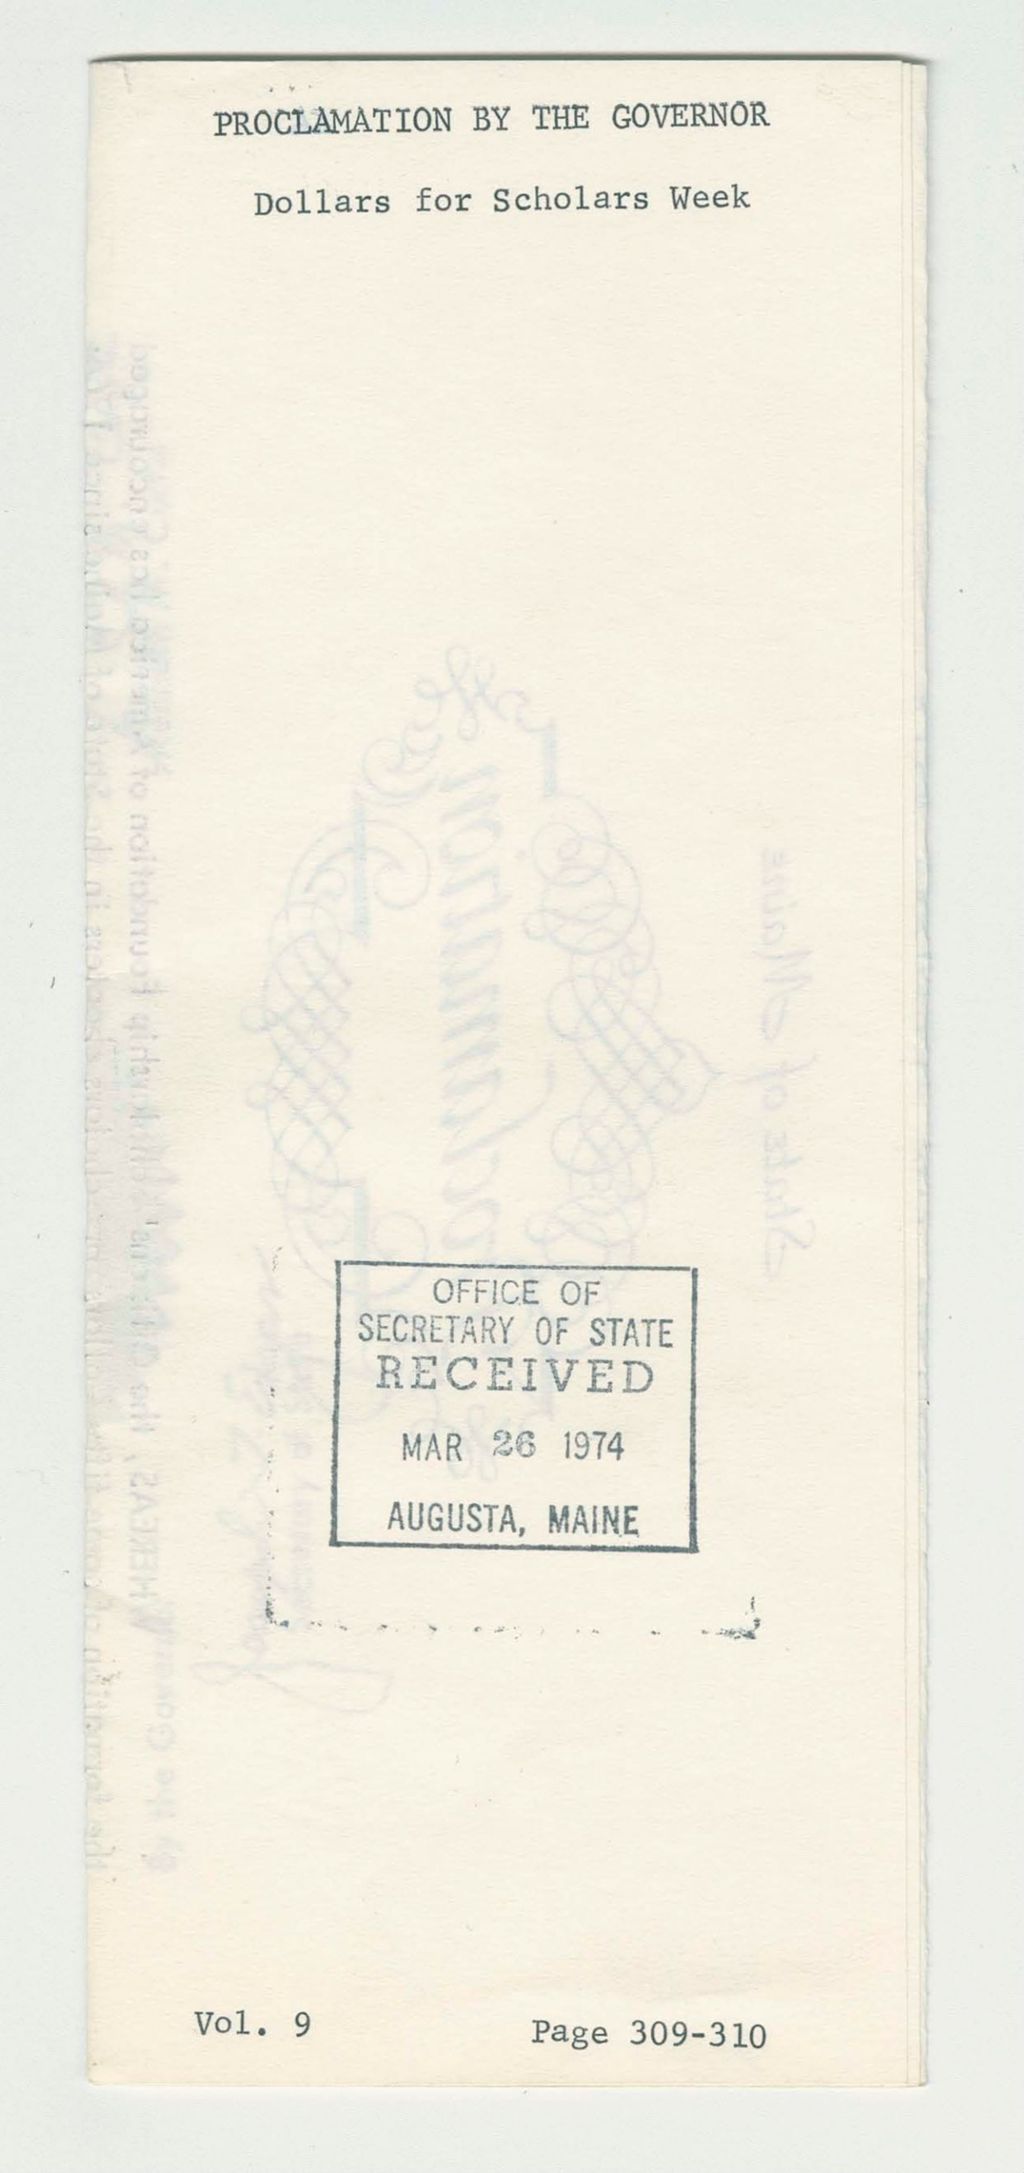 PROCLAMATION BY THE GOVERNOR
Dollars for Scholars Week
OFFICE OF
SECRETARY OF STATE
RECEIVED
MAR 26 1974
AUGUSTA, MAINE
Vol. 9 Page 309-310